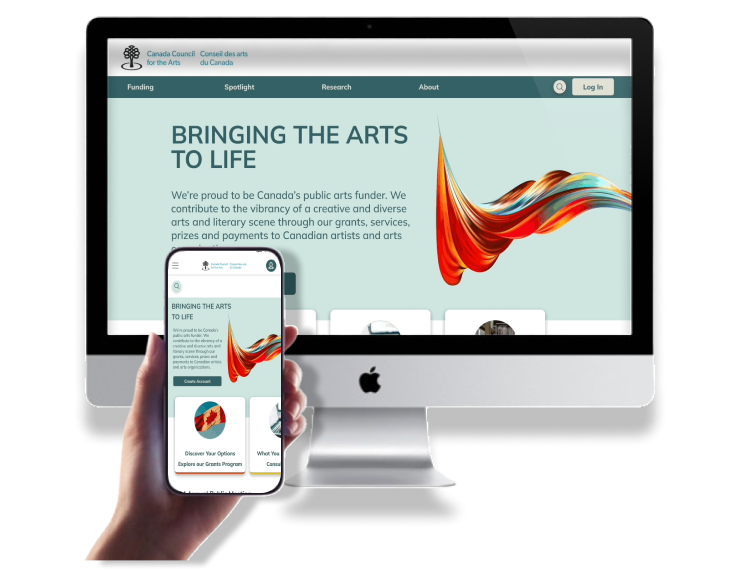 Canada Council Conseil des arts
for the Arts du Canada
Funding Spotlight Research About Log In
BRINGING THE ARTS
TO LIFE
We're proud to be Canada's public arts funder. We
contribute to the vibrancy of a creative and diverse
arts and literary scene through our grants, services,
prizes and payments to Canadian artists and arts
Canada Council Conseil des arts
for the Arts du Canada
BRINGING THE ARTS
TO LIFE
We're proud to be Canada's
public arts funder. We
contribute to the vibrancy of a
creative and diverse arts and
literary scene through our
grants, services, prizes and
payments to Canadian artists
and arts organizations.
Create Account
Discover Your Options
Explore our Grants Program
What You
Consu
Annual Public Meeting